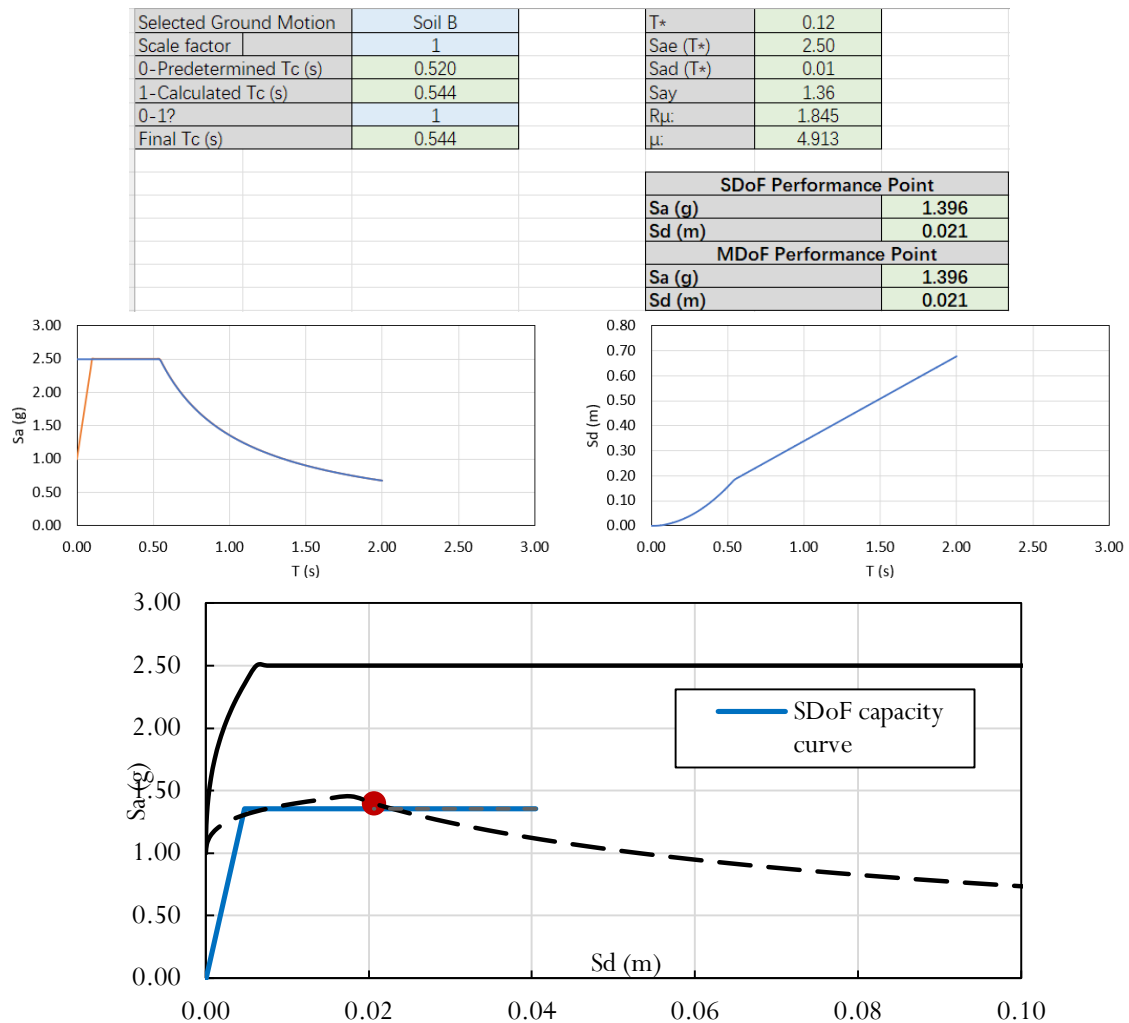 Selected Ground Motion Soil B
Scale factor 1
0-Predetermined Tc (s) 0.520
1-Calculated Tc (s) 0.544
0-1? 1
Final Tc (s) 0.544
T* 0.12
Sae (T*) 2.50
Sad (T*) 0.01
Say 1.36
Rμ: 1.845
μ: 4.913
SDoF Performance Point
Sa (g) 1.396
Sd (m) 0.021
MDoF Performance Point
Sa (g) 1.396
Sd (m) 0.021
3.00
2.50
2.00
1.50
1.00
0.50
0.00
Sa (g)
0.00 0.50 1.00 1.50 2.00 2.50 3.00
T (s)
0.80
0.70
0.60
0.50
0.40
0.30
0.20
0.10
0.00
Sd (m)
0.00 0.50 1.00 1.50 2.00 2.50 3.00
T (s)
3.00
2.50
2.00
1.50
1.00
0.50
0.00
Sa (g)
SDoF capacity
curve
Sd (m)
0.00 0.02 0.04 0.06 0.08 0.10